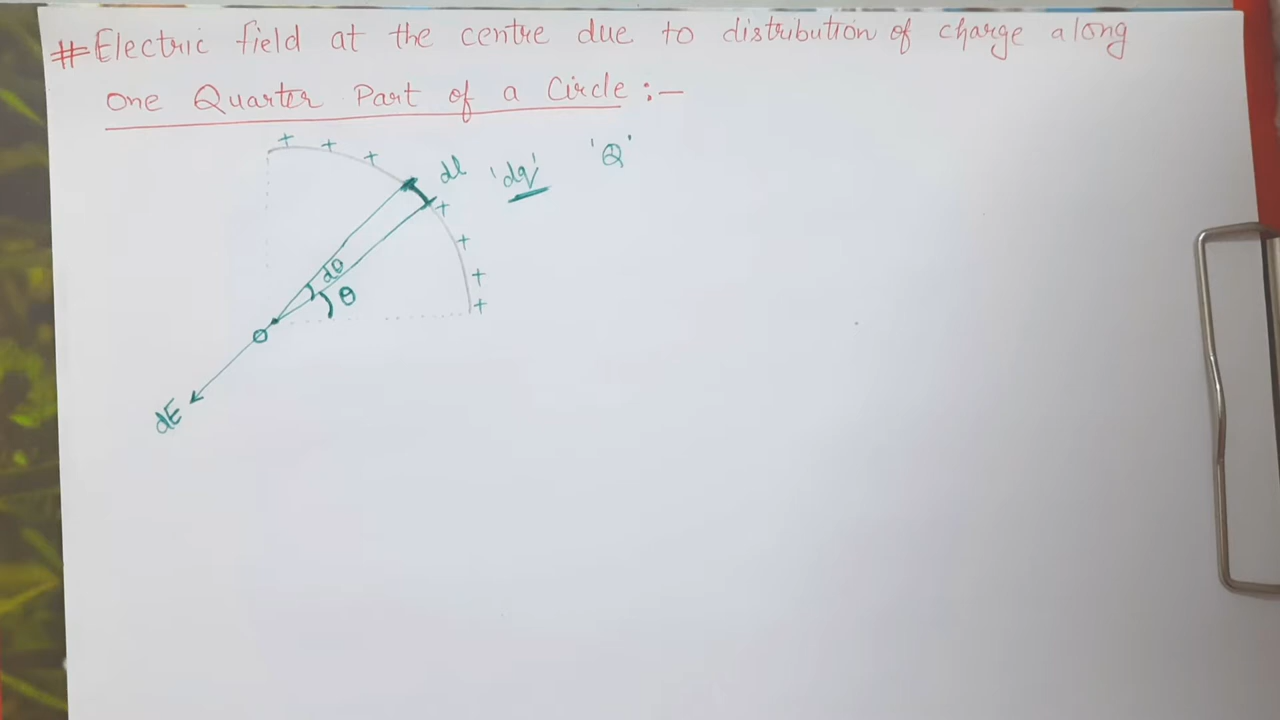 # Electric field at the centre due to distribution of charge along
one Quarter Part of a Circle :-
+ + +
dl 'dq' 'Q'
+
+
+
+
dθ
θ
O
dE